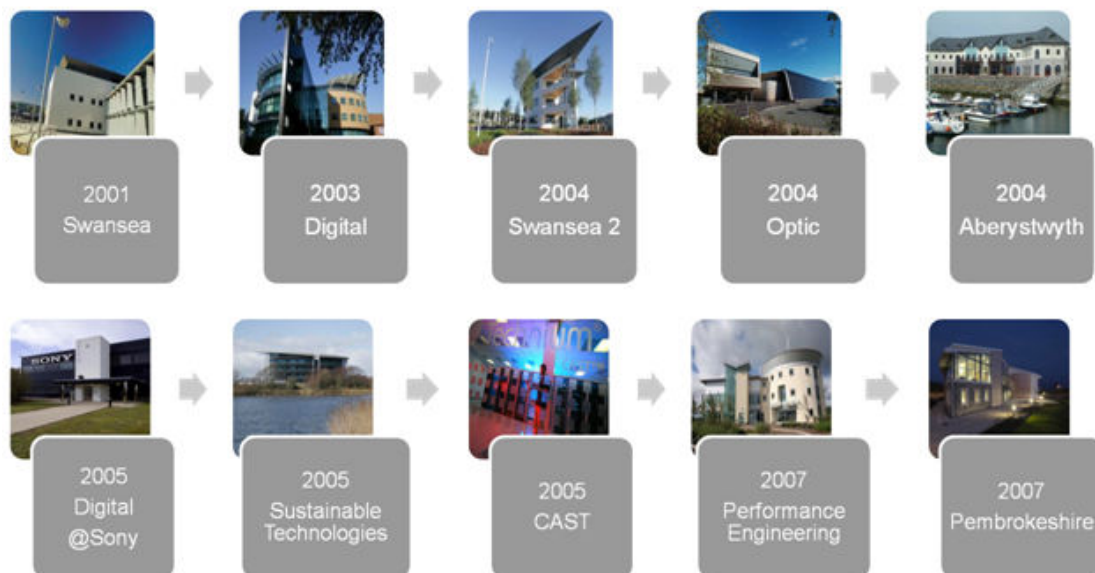 2001
Swansea
2003
Digital
2004
Swansea 2
2004
Optic
2004
Aberystwyth
SONY
2005
Digital
@Sony
2005
Sustainable
Technologies
2005
CAST
2007
Performance
Engineering
2007
Pembrokeshire